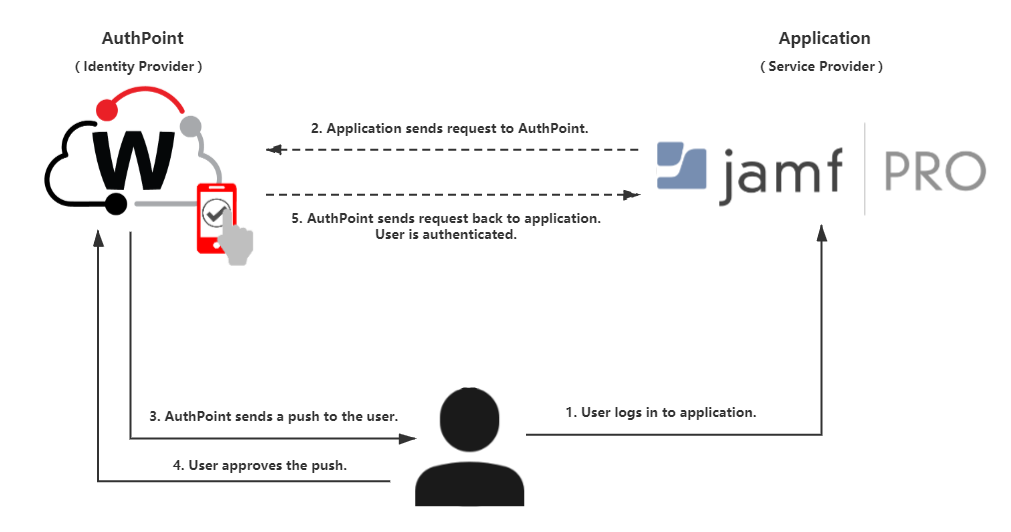 AuthPoint
( Identity Provider )
Application
( Service Provider )
W
2. Application sends request to AuthPoint.
jamf PRO
5. AuthPoint sends request back to application.
User is authenticated.
3. AuthPoint sends a push to the user.
1. User logs in to application.
4. User approves the push.